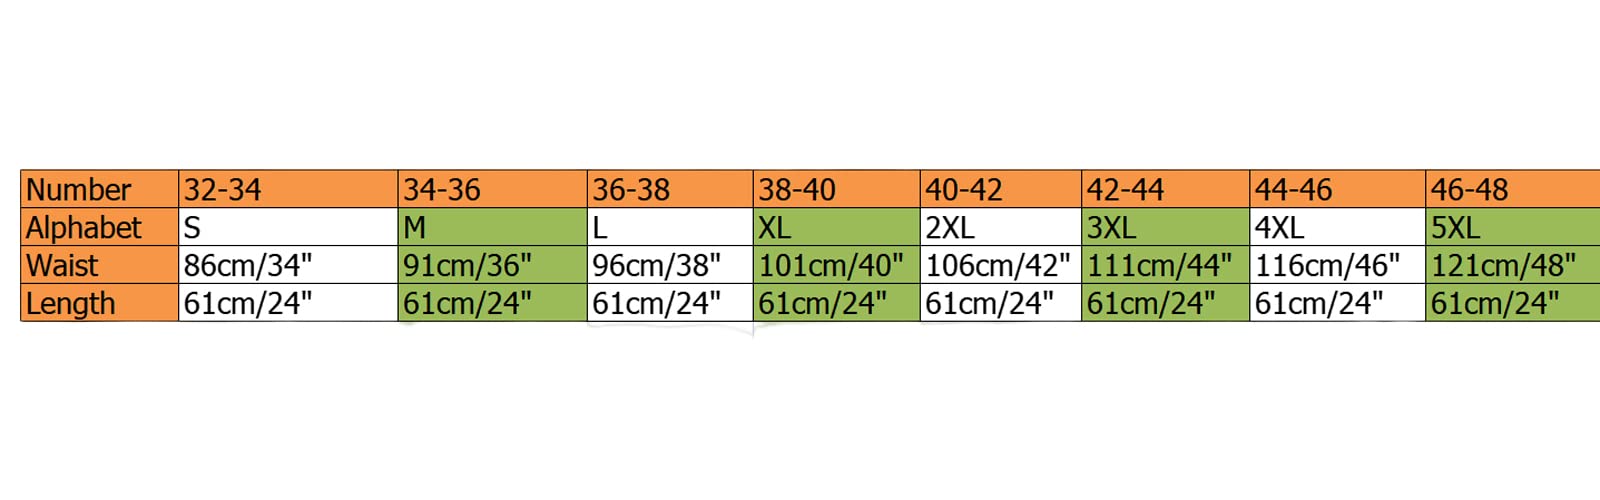 Number 32-34 34-36 36-38 38-40 40-42 42-44 44-46 46-48
Alphabet S M L XL 2XL 3XL 4XL 5XL
Waist 86cm/34" 91cm/36" 96cm/38" 101cm/40" 106cm/42" 111cm/44" 116cm/46" 121cm/48"
Length 61cm/24" 61cm/24" 61cm/24" 61cm/24" 61cm/24" 61cm/24" 61cm/24" 61cm/24"